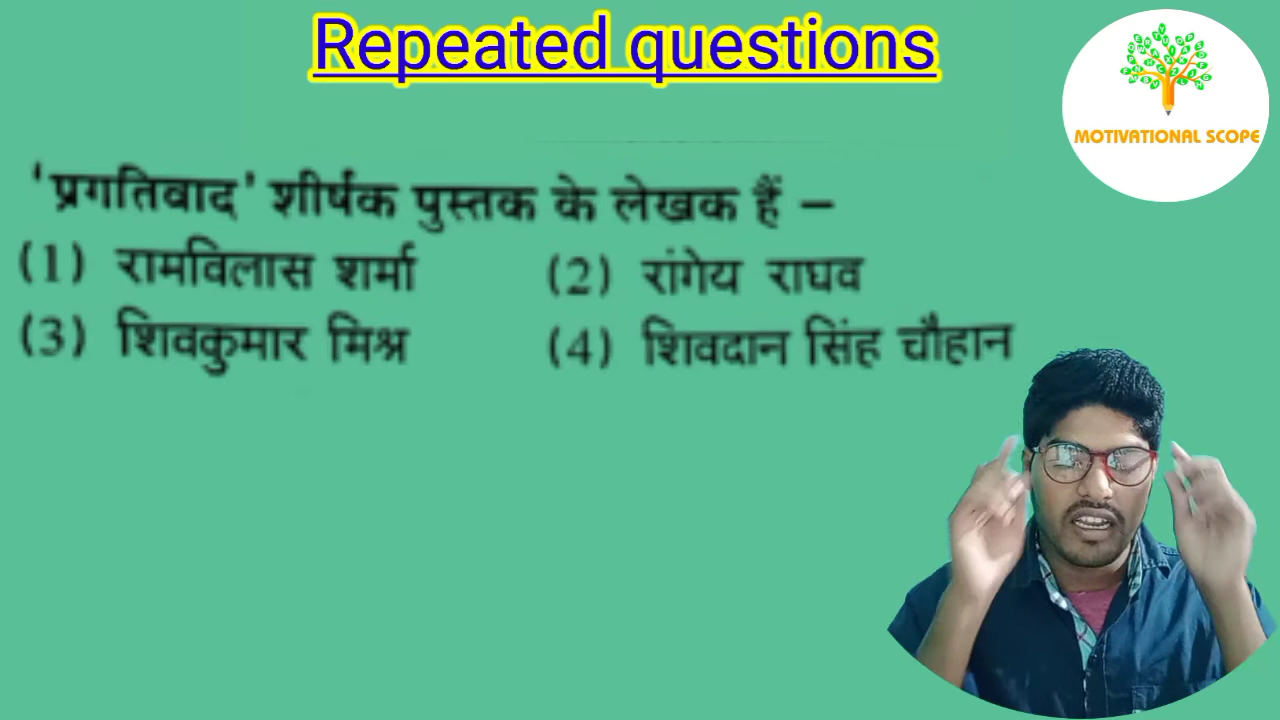 Repeated questions
MOTIVATIONAL SCOPE
'प्रगतिवाद' शीर्षक पुस्तक के लेखक हैं –
(1) रामविलास शर्मा (2) रांगेय राघव
(3) शिवकुमार मिश्र (4) शिवदान सिंह चौहान